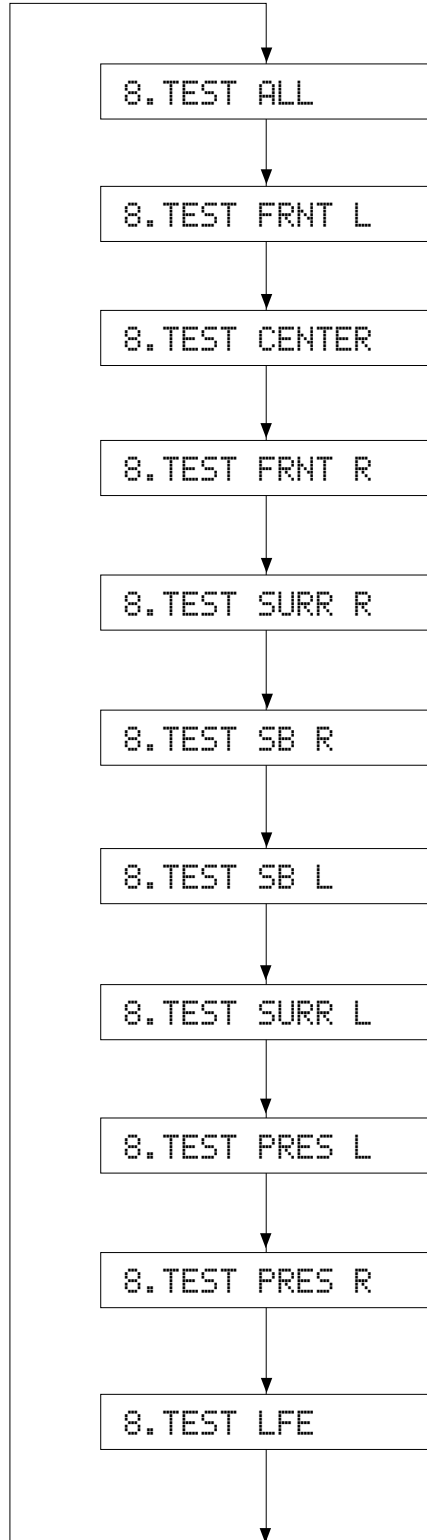 8.TEST ALL
8.TEST FRNT L
8.TEST CENTER
8.TEST FRNT R
8.TEST SURR R
8.TEST SB R
8.TEST SB L
8.TEST SURR L
8.TEST PRES L
8.TEST PRES R
8.TEST LFE